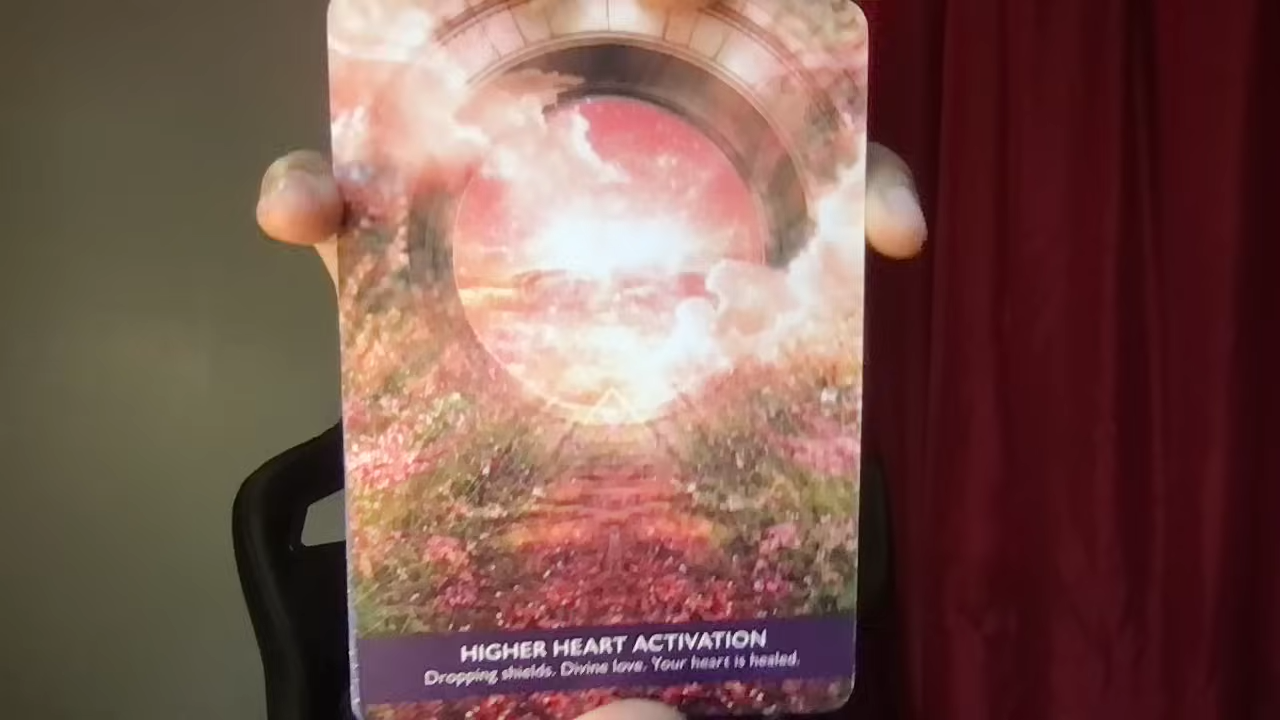 HIGHER HEART ACTIVATION
Dropping shields. Divine love. Your heart is healed.